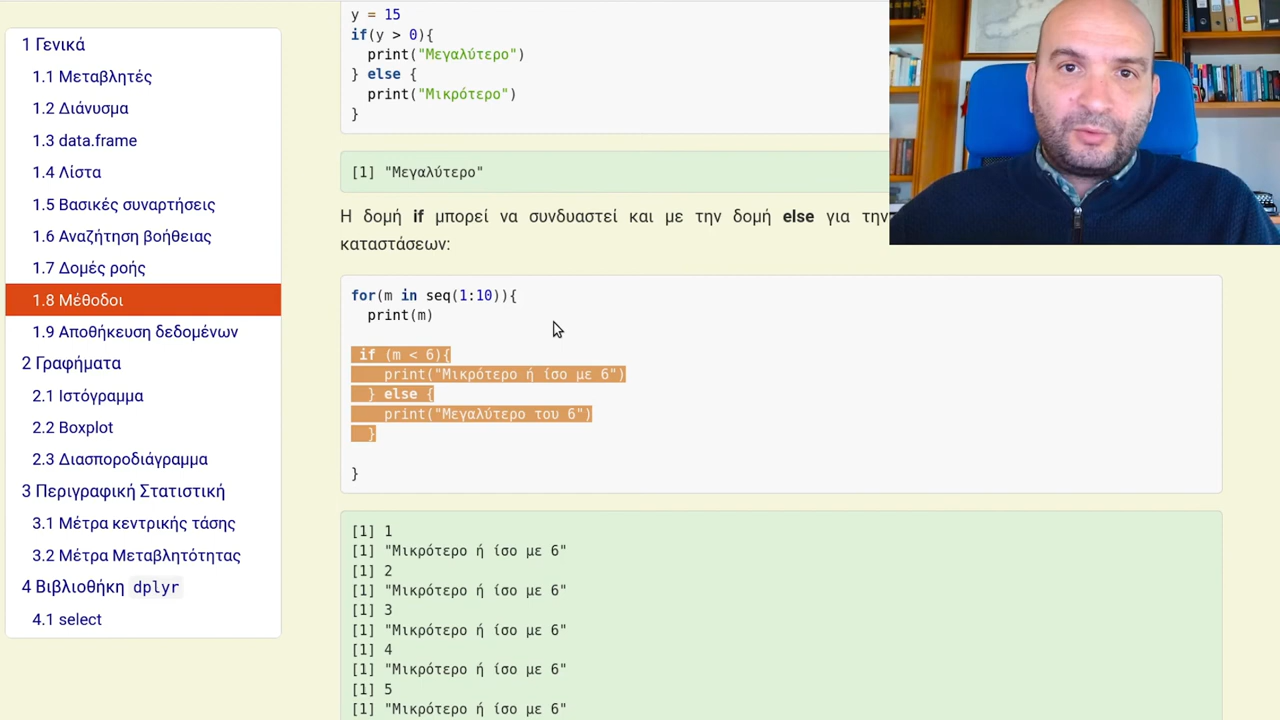 1 Γενικά
1.1 Μεταβλητές
1.2 Διάνυσμα
1.3 data.frame
1.4 Λίστα
1.5 Βασικές συναρτήσεις
1.6 Αναζήτηση βοήθειας
1.7 Δομές ροής
1.8 Μέθοδοι
1.9 Αποθήκευση δεδομένων
2 Γραφήματα
2.1 Ιστόγραμμα
2.2 Boxplot
2.3 Διασποροδιάγραμμα
3 Περιγραφική Στατιστική
3.1 Μέτρα κεντρικής τάσης
3.2 Μέτρα Μεταβλητότητας
4 Βιβλιοθήκη dplyr
4.1 select
y = 15
if(y > 0){
print("Μεγαλύτερο")
} else {
print("Μικρότερο")
}
[1] "Μεγαλύτερο"
Η δομή if μπορεί να συνδυαστεί και με την δομή else για την
καταστάσεων:
for(m in seq(1:10)){
print(m)
if (m < 6){
print("Μικρότερο ή ίσο με 6")
} else {
print("Μεγαλύτερο του 6")
}
}
[1] 1
[1] "Μικρότερο ή ίσο με 6"
[1] 2
[1] "Μικρότερο ή ίσο με 6"
[1] 3
[1] "Μικρότερο ή ίσο με 6"
[1] 4
[1] "Μικρότερο ή ίσο με 6"
[1] 5
[1] "Μικρότερο ή ίσο με 6"